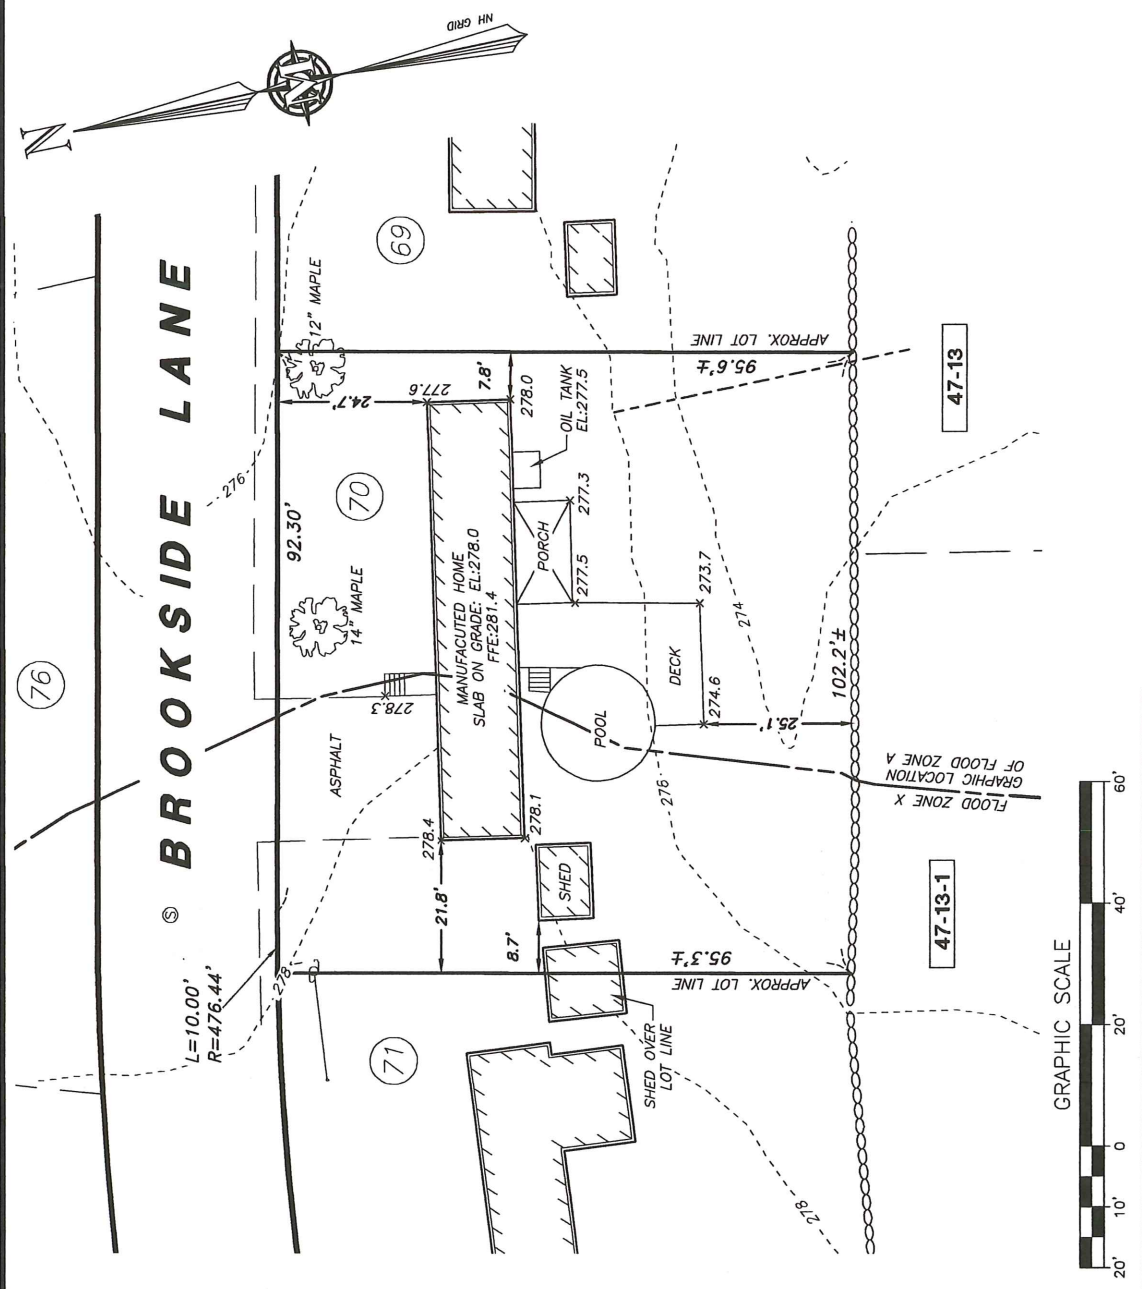 N
NH GRID
76
BROOKSIDE LANE
S
L=10.00'
R=476.44'
278
276
92.30'
12" MAPLE
14" MAPLE
ASPHALT
70
69
71
24.7'
277.6
7.8'
278.0
278.3
278.4
278.1
21.8'
8.7'
MANUFACUTED HOME
SLAB ON GRADE: EL:278.0
FFE:281.4
OIL TANK
EL:277.5
PORCH
277.3
277.5
273.7
274.6
DECK
POOL
SHED
SHED OVER
LOT LINE
APPROX. LOT LINE
95.3'±
APPROX. LOT LINE
95.6'±
276
274
278
25.1'
102.2'±
FLOOD ZONE X
GRAPHIC LOCATION
OF FLOOD ZONE A
47-13-1
47-13
GRAPHIC SCALE
20' 10' 0 20' 40' 60'